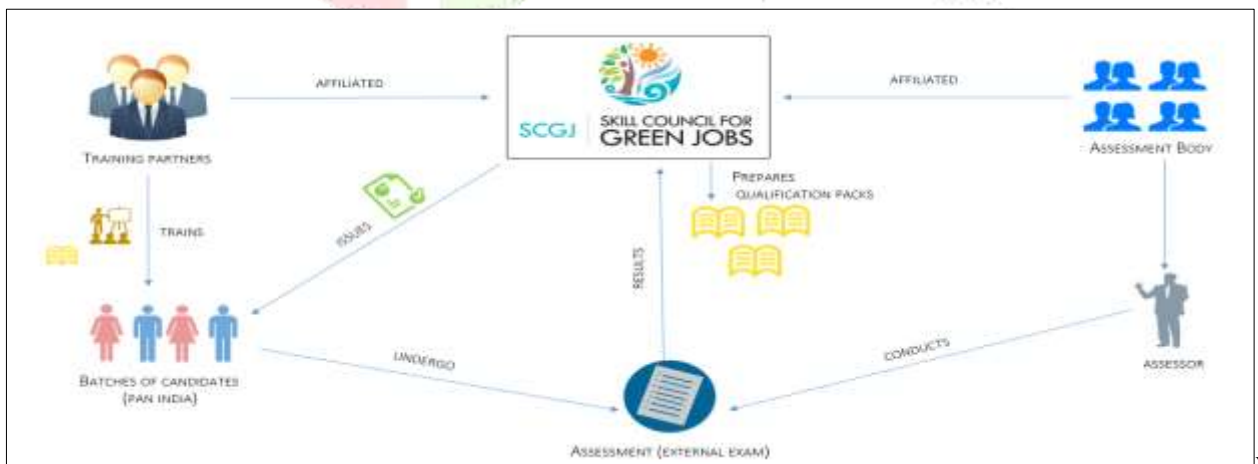 AFFILIATED
AFFILIATED
SCGJ
SKILL COUNCIL FOR
GREEN JOBS
TRAINING PARTNERS
ASSESSMENT BODY
PREPARES
QUALIFICATION PACKS
TRAINS
ISSUES
RESULTS
UNDERGO
CONDUCTS
ASSESSOR
BATCHES OF CANDIDATES
(PAN INDIA)
ASSESSMENT (EXTERNAL EXAM)